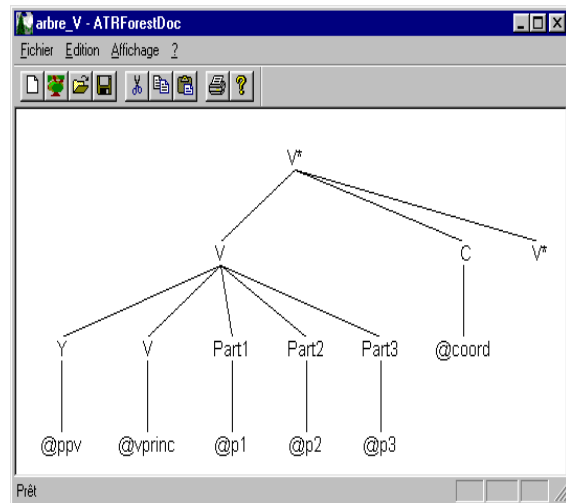 arbre_V - ATRForestDoc
Fichier Edition Affichage ?
V*
V C V*
Y V Part1 Part2 Part3 @coord
@ppv @vprinc @p1 @p2 @p3
Prêt